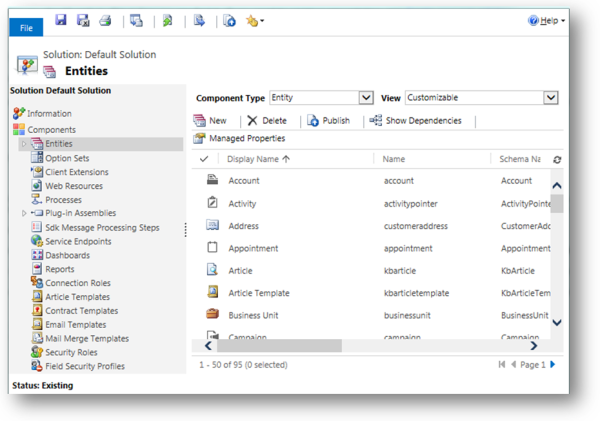 File
Help
Solution: Default Solution
Entities
Solution Default Solution
Information
Components
Entities
Option Sets
Client Extensions
Web Resources
Processes
Plug-in Assemblies
Sdk Message Processing Steps
Service Endpoints
Dashboards
Reports
Connection Roles
Article Templates
Contract Templates
Email Templates
Mail Merge Templates
Security Roles
Field Security Profiles
Component Type Entity View Customizable
New Delete Publish Show Dependencies
Managed Properties
Display Name Name Schema Na
Account account Account
Activity activitypointer ActivityPointe
Address customeraddress CustomerAdd
Appointment appointment Appointment
Article kbarticle KbArticle
Article Template kbarticletemplate KbArticleTem
Business Unit businessunit BusinessUnit
Campaign campaign Campaign
1 - 50 of 95 (0 selected) Page 1
Status: Existing